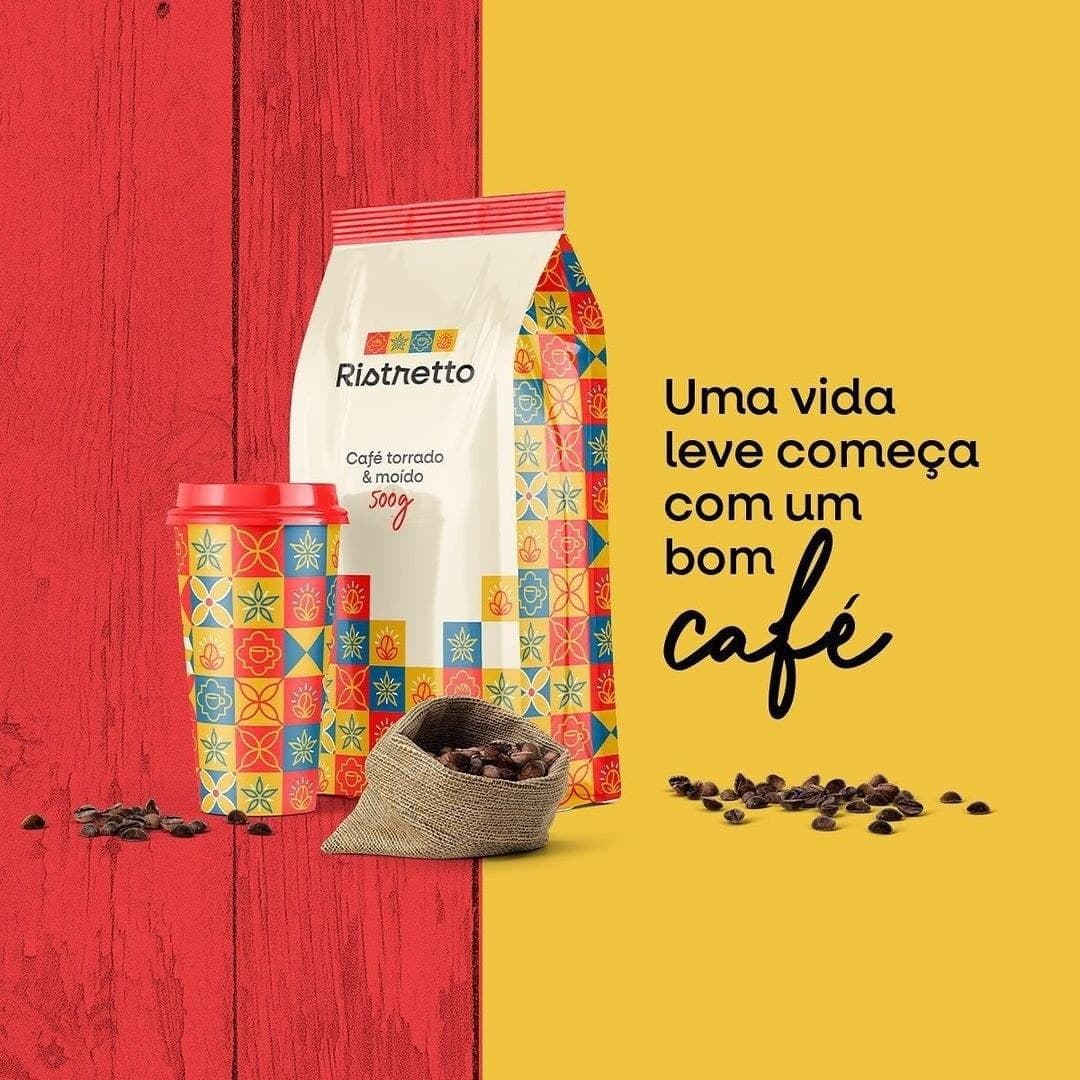 Ristretto
Café torrado
& moído
500g
Uma vida
leve começa
com um
bom
café